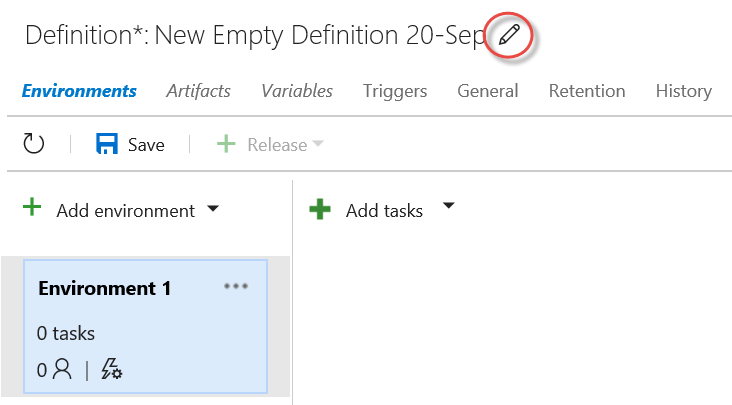 Definition*: New Empty Definition 20-Sep
Environments Artifacts Variables Triggers General Retention History
Save Release
Add environment Add tasks
Environment 1
0 tasks
0